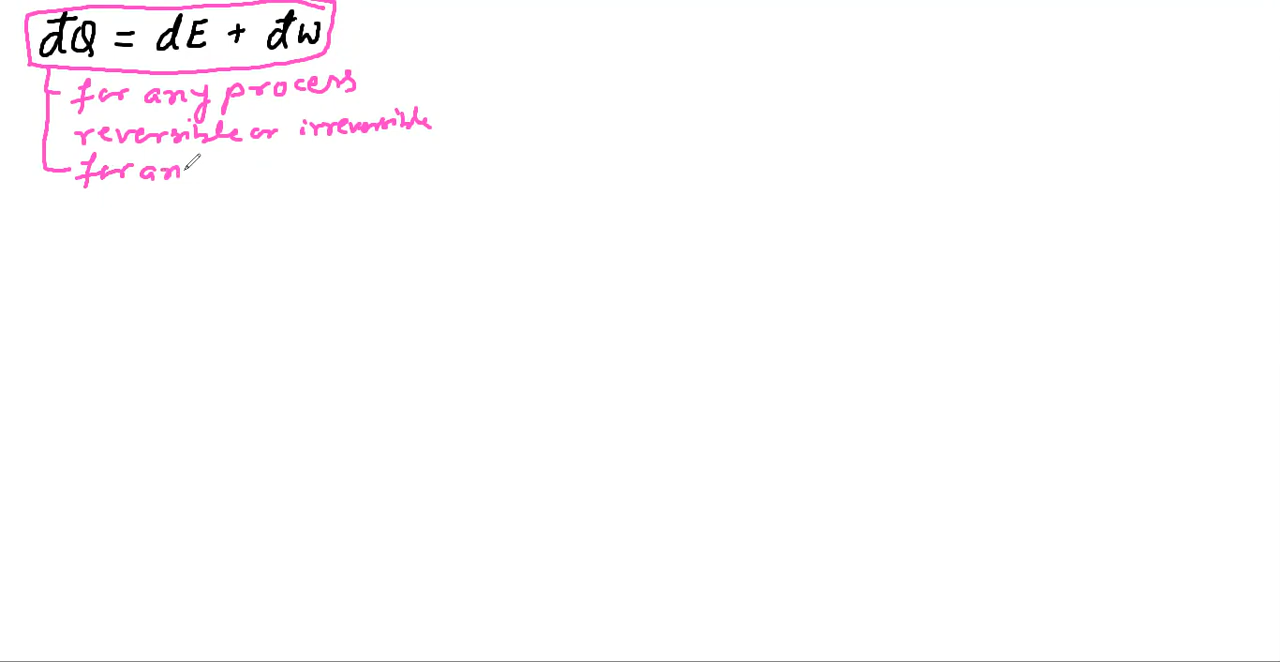 đQ = dE + đW
for any process
reversible or irreversible
for an